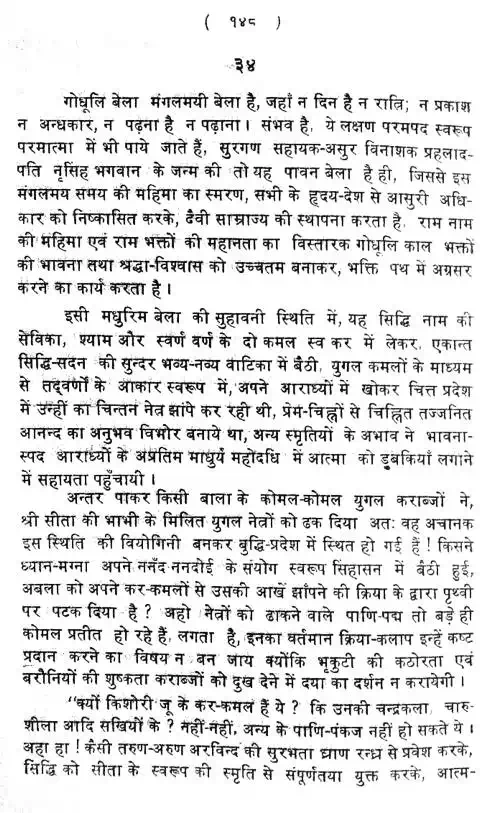 ( १४८ )
३४
गोधूलि बेला मंगलमयी बेला है, जहाँ न दिन है न रात्रि; न प्रकाश
न अन्धकार, न पढ़ना है न पढ़ाना। संभव है, ये लक्षण परमपद स्वरूप
परमात्मा में भी पाये जाते हैं, सुरगण सहायक-असुर विनाशक प्रहलाद-
पति नृसिंह भगवान के जन्म की तो यह पावन बेला है ही, जिससे इस
मंगलमय समय की महिमा का स्मरण, सभी के हृदय-देश से आसुरी अधि-
कार को निष्कासित करके, दैवी साम्राज्य की स्थापना करता है. राम नाम
की महिमा एवं राम भक्तों की महानता का विस्तारक गोधूलि काल भक्तों
की भावना तथा श्रद्धा-विश्वास को उच्चतम बनाकर, भक्ति पथ में अग्रसर
करने का कार्य करता है।
इसी मधुरिम बेला की सुहावनी स्थिति में, यह सिद्धि नाम की
सेविका, श्याम और स्वर्ण वर्ण के दो कमल स्व कर में लेकर, एकान्त
सिद्धि-सदन की सुन्दर भव्य-नव्य वाटिका में बैठी, युगल कमलों के माध्यम
से तद्वर्णों के आकार स्वरूप में, अपने आराध्यों में खोकर चित्त प्रदेश
में उन्हीं का चिन्तन नेत्र झांपे कर रही थी, प्रेम-चिह्नों से चिह्नित तज्जनित
आनन्द का अनुभव विभोर बनाये था, अन्य स्मृतियों के अभाव ने भावना-
स्पद आराध्यों के अप्रतिम माधुर्य महोदधि में आत्मा को डुबकियाँ लगाने
में सहायता पहुँचायी।
अन्तर पाकर किसी बाला के कोमल-कोमल युगल कराब्जों ने,
श्री सीता की भाभी के मिलित युगल नेत्रों को ढक दिया अतः वह अचानक
इस स्थिति की वियोगिनी बनकर बुद्धि-प्रदेश में स्थित हो गई हैं! किसने
ध्यान-मग्ना अपने ननँद ननदोई के संयोग स्वरूप सिंहासन में बैठी हुई,
अबला को अपने कर-कमलों से उसकी आखें झाँपने की क्रिया के द्वारा पृथ्वी
पर पटक दिया है? अहो नेत्रों को ढाकने वाले पाणि-पद्म तो बड़े ही
कोमल प्रतीत हो रहे हैं, लगता है, इनका वर्तमान क्रिया-कलाप इन्हें कष्ट
प्रदान करने का विषय न बन जाय क्योंकि भृकुटी की कठोरता एवं
बरौनियों की शुष्कता कराब्जों को दुख देने में दया का दर्शन न करायेगी।
"क्यों किशोरी जू के कर-कमल हैं ये? कि उनकी चन्द्रकला, चारु-
शीला आदि सखियों के? नहीं-नहीं, अन्य के पाणि-पंकज नहीं हो सकते ये।
अहा हा! कैसी तरुण-अरुण अरविन्द की सुरभता घ्राण रन्ध्र से प्रवेश करके,
सिद्धि को सीता के स्वरूप की स्मृति से संपूर्णतया युक्त करके, आत्म-